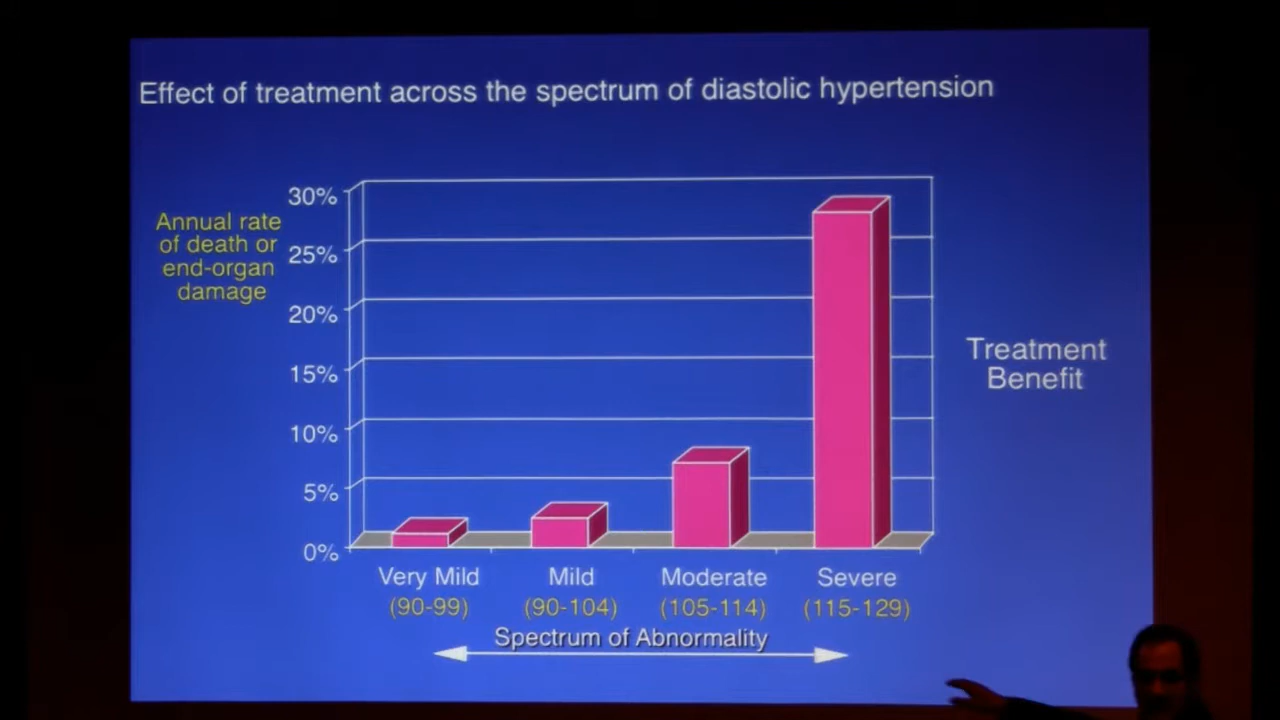 Effect of treatment across the spectrum of diastolic hypertension
Annual rate
of death or
end-organ
damage
30%
25%
20%
15%
10%
5%
0%
Treatment
Benefit
Very Mild
Mild
Moderate
Severe
(90-99)
(90-104)
(105-114)
(115-129)
Spectrum of Abnormality